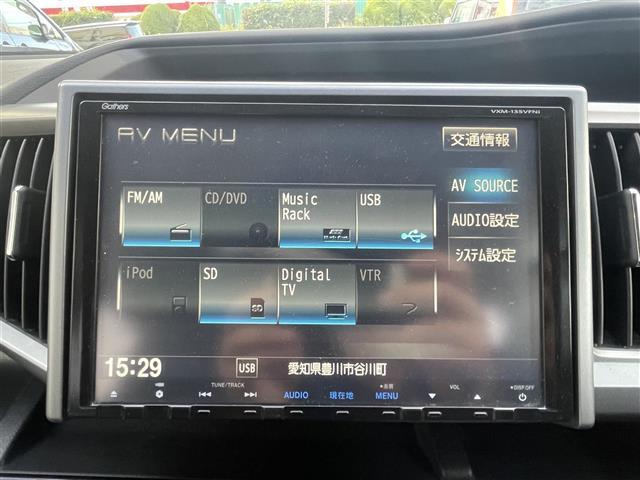 Gathers
VXM-135VFNi
AV MENU
交通情報
FM/AM
CD/DVD
Music Rack
USB
AV SOURCE
AUDIO設定
システム設定
iPod
SD
Digital TV
VTR
SD
15:29
USB
愛知県豊川市谷川町
TUNE/TRACK
AUDIO
現在地
画面
MENU
VOL
DISP.OFF